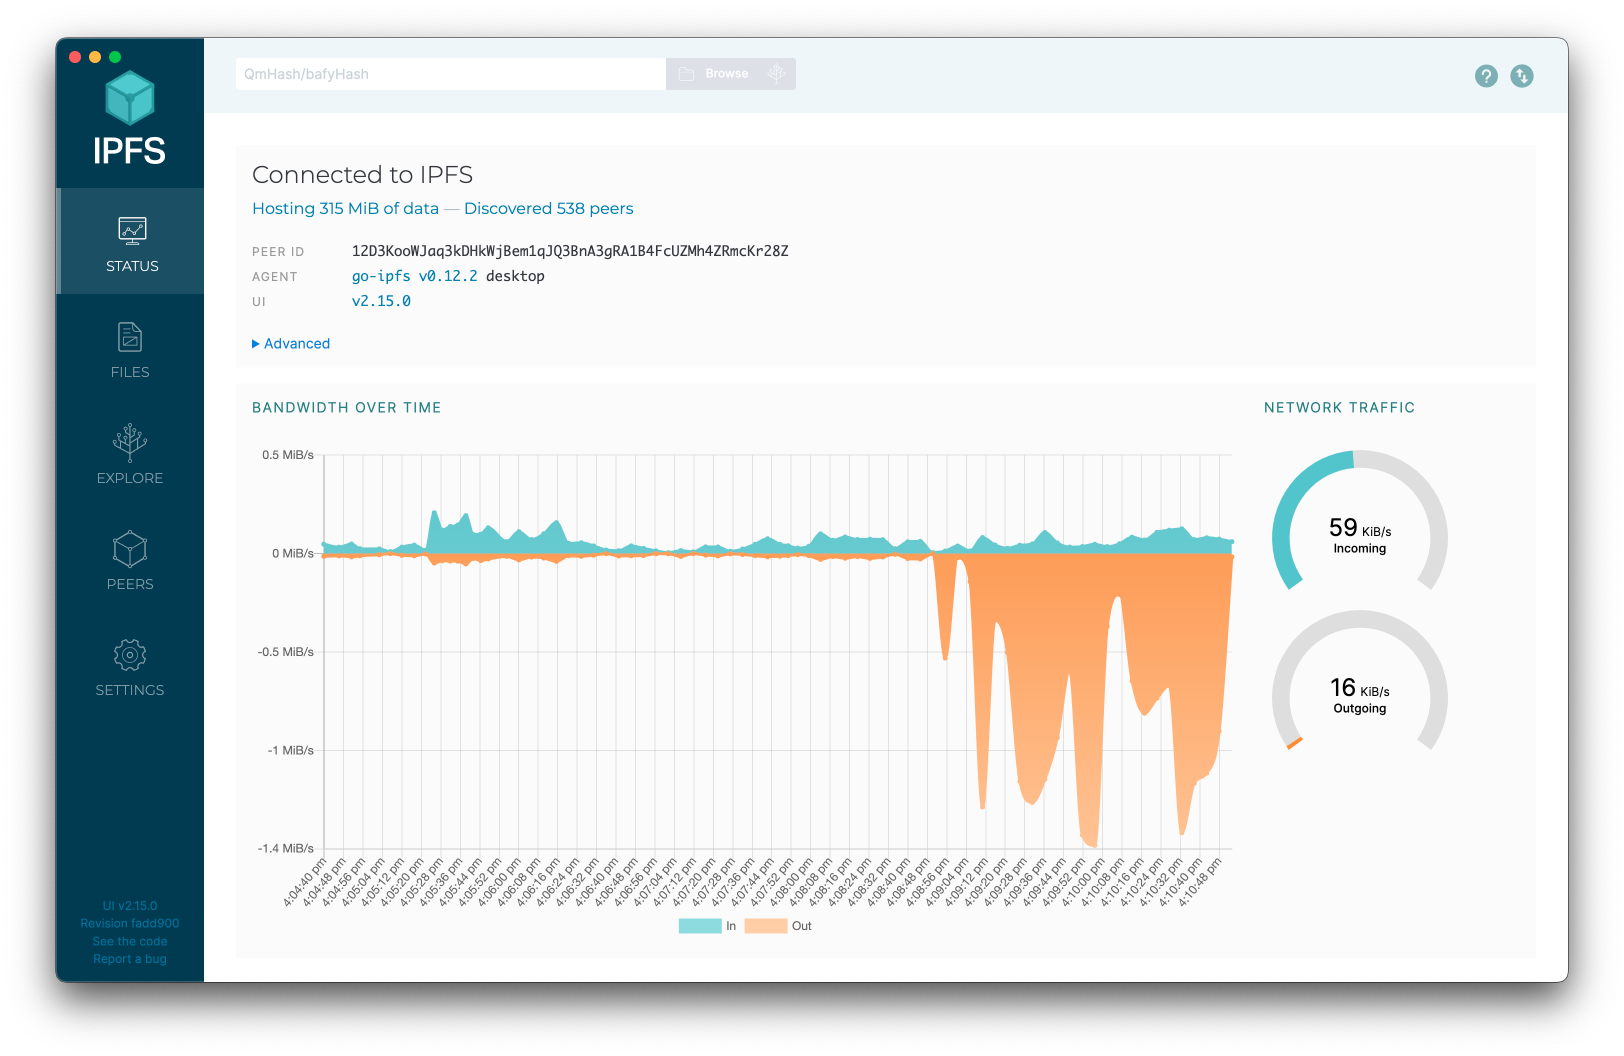 IPFS
STATUS
FILES
EXPLORE
PEERS
SETTINGS
UI v2.15.0
Revision fadd900
See the code
Report a bug
QmHash/bafyHash
Browse
?
Connected to IPFS
Hosting 315 MiB of data — Discovered 538 peers
PEER ID 12D3KooWJaq3kDHkWjBem1qJQ3BnA3gRA1B4FcUZMh4ZRmcKr28Z
AGENT go-ipfs v0.12.2 desktop
UI v2.15.0
Advanced
BANDWIDTH OVER TIME
0.5 MiB/s
0 MiB/s
-0.5 MiB/s
-1 MiB/s
-1.4 MiB/s
4:04:40 pm
4:04:48 pm
4:04:56 pm
4:05:04 pm
4:05:12 pm
4:05:20 pm
4:05:28 pm
4:05:36 pm
4:05:44 pm
4:05:52 pm
4:06:00 pm
4:06:08 pm
4:06:16 pm
4:06:24 pm
4:06:32 pm
4:06:40 pm
4:06:48 pm
4:06:56 pm
4:07:04 pm
4:07:12 pm
4:07:20 pm
4:07:28 pm
4:07:36 pm
4:07:44 pm
4:07:52 pm
4:08:00 pm
4:08:08 pm
4:08:16 pm
4:08:24 pm
4:08:32 pm
4:08:40 pm
4:08:48 pm
4:08:56 pm
4:09:04 pm
4:09:12 pm
4:09:20 pm
4:09:28 pm
4:09:36 pm
4:09:44 pm
4:09:52 pm
4:10:00 pm
4:10:08 pm
4:10:16 pm
4:10:24 pm
4:10:32 pm
4:10:40 pm
4:10:48 pm
In
Out
NETWORK TRAFFIC
59 KiB/s
Incoming
16 KiB/s
Outgoing